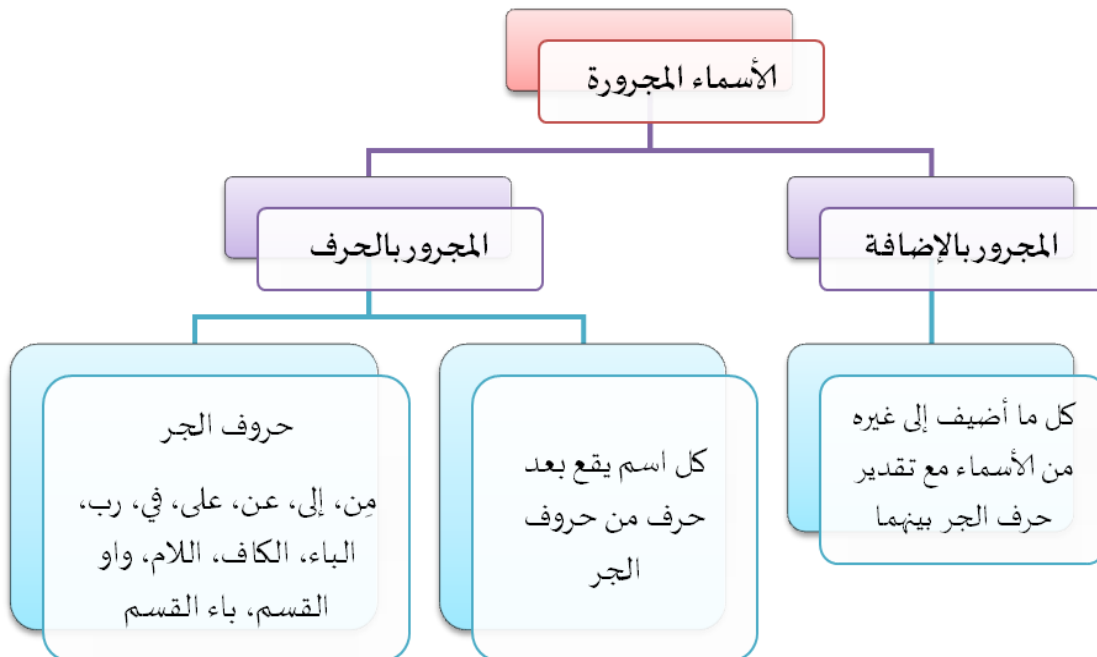 الأسماء المجرورة
المجرور بالإضافة
المجرور بالحرف
كل ما أضيف إلى غيره
من الأسماء مع تقدير
حرف الجر بينهما
كل اسم يقع بعد
حرف من حروف
الجر
حروف الجر
مِن، إلى، عن، على، في، رب،
الباء، الكاف، اللام، واو
القسم، باء القسم